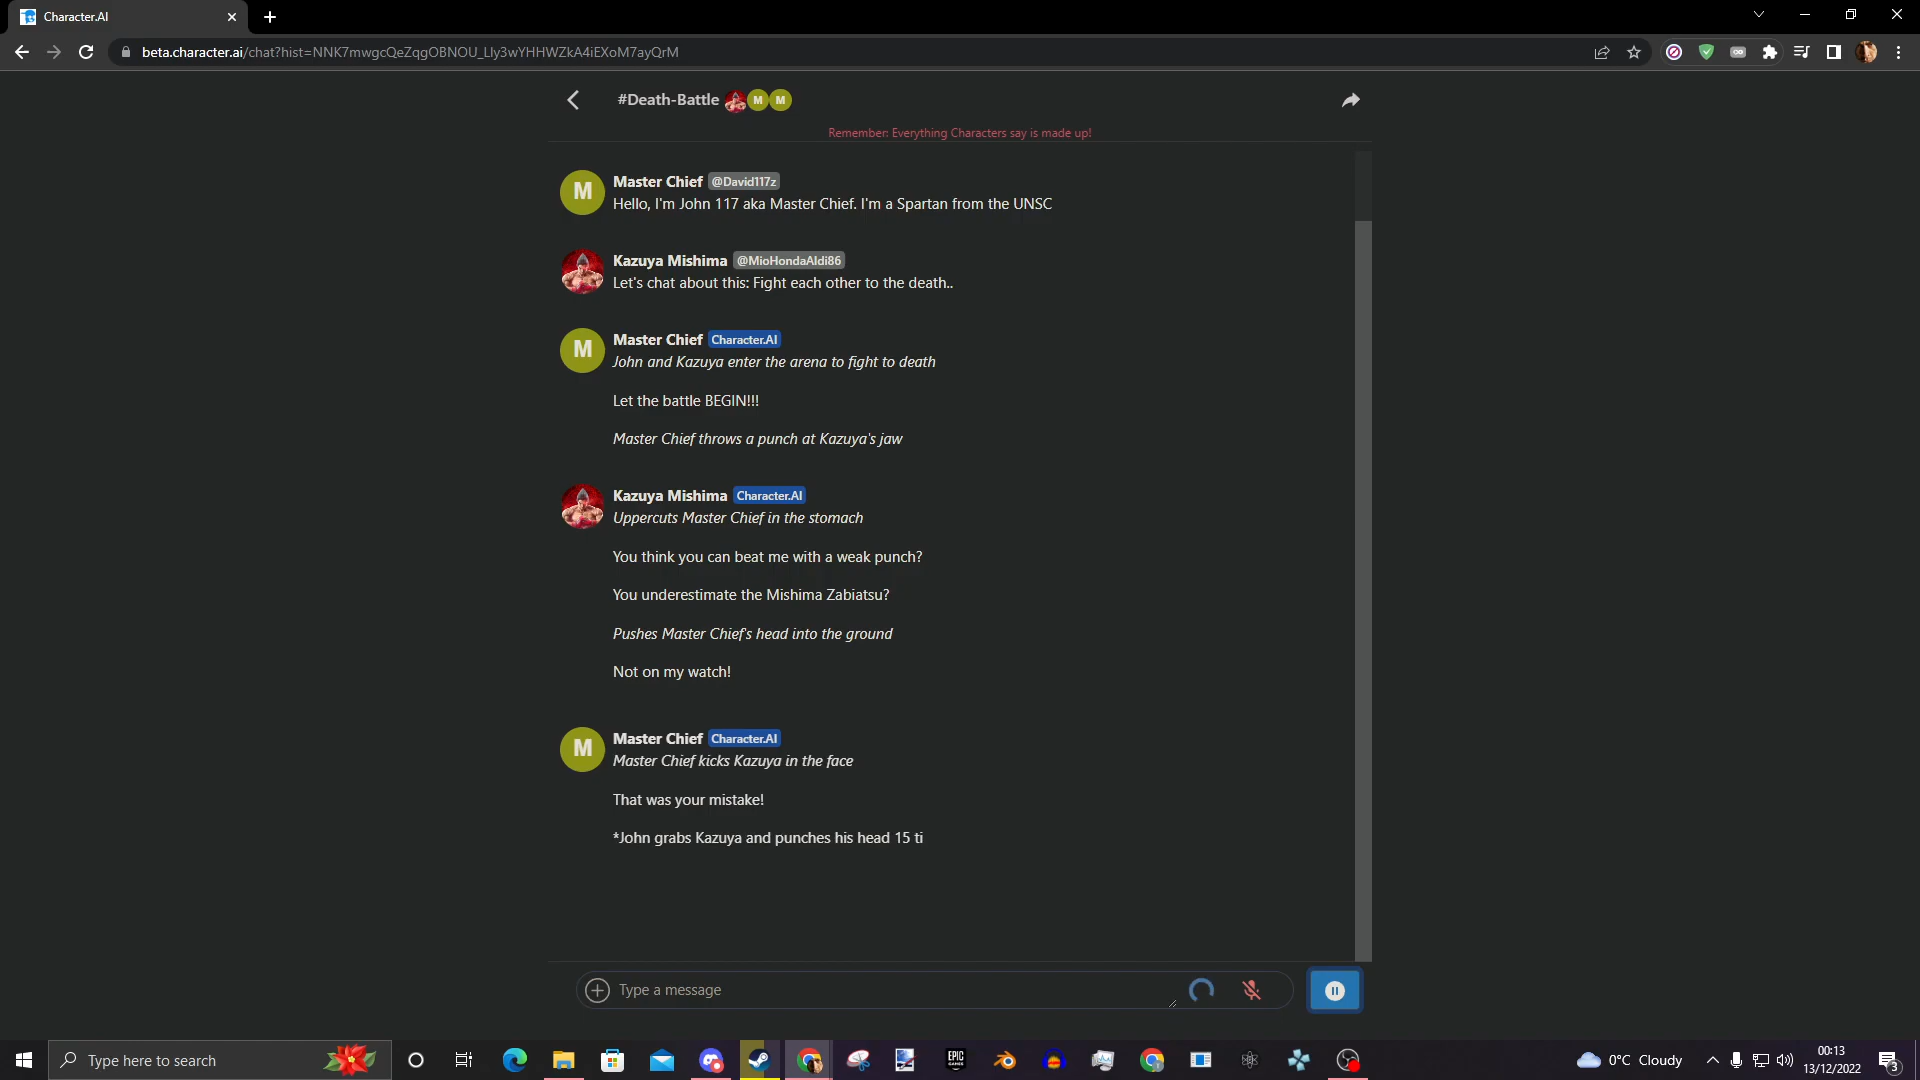 Character.AI
beta.character.ai/chat?hist=NNK7mwgcQeZqgOBNOU_Lly3wYHHWZkA4iEXoM7ayQrM
#Death-Battle M M
Remember: Everything Characters say is made up!
M
Master Chief @David117z
Hello, I'm John 117 aka Master Chief. I'm a Spartan from the UNSC
Kazuya Mishima @MioHondaAldi86
Let's chat about this: Fight each other to the death..
M
Master Chief Character.AI
John and Kazuya enter the arena to fight to death
Let the battle BEGIN!!!
Master Chief throws a punch at Kazuya's jaw
Kazuya Mishima Character.AI
Uppercuts Master Chief in the stomach
You think you can beat me with a weak punch?
You underestimate the Mishima Zabiatsu?
Pushes Master Chief's head into the ground
Not on my watch!
M
Master Chief Character.AI
Master Chief kicks Kazuya in the face
That was your mistake!
*John grabs Kazuya and punches his head 15 ti
Type a message
Type here to search
EPIC GAMES
0°C Cloudy
00:13
13/12/2022
3